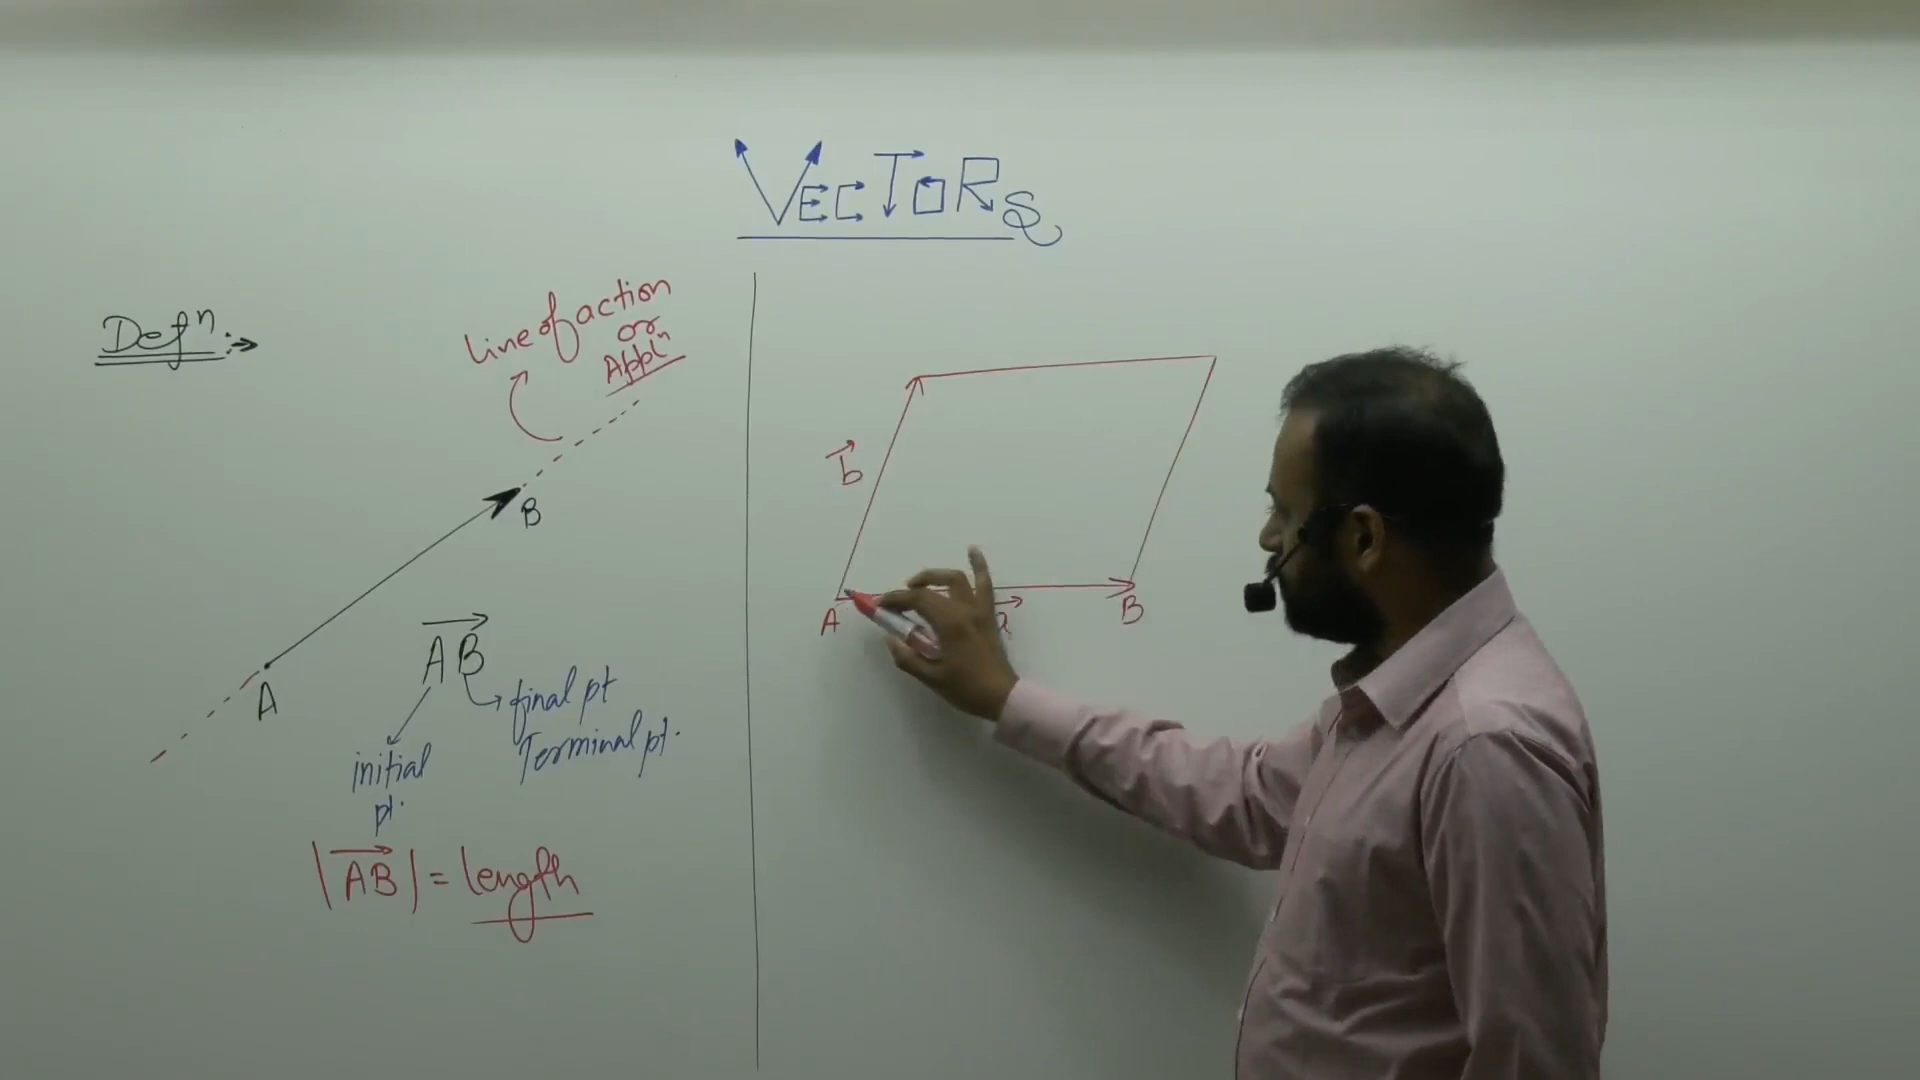 VECTORS
Defⁿ:→
Line of action
or
Applⁿ
B
A
AB
final pt
Terminal pt.
initial
pt.
|AB| = length
b
A
a
B